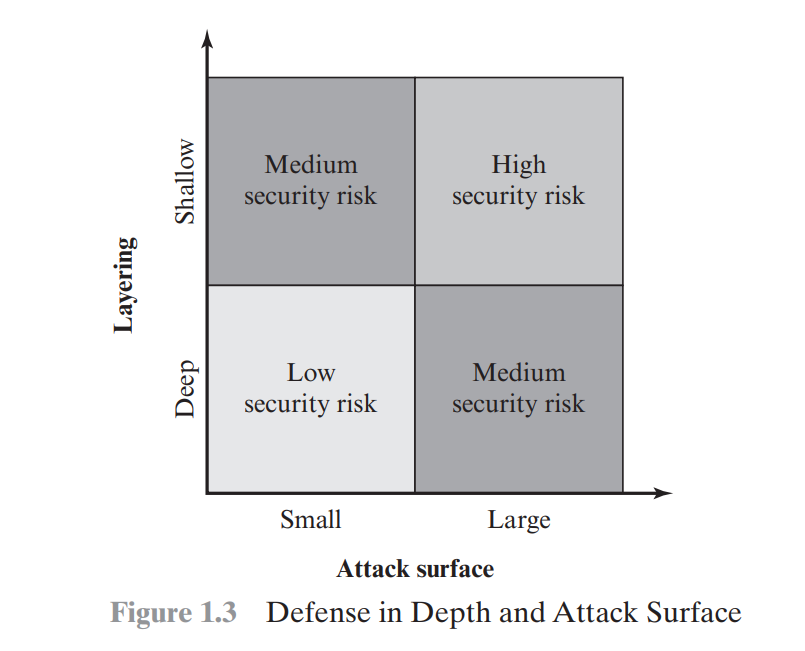 Layering
Shallow
Medium
security risk
High
security risk
Deep
Low
security risk
Medium
security risk
Small
Large
Attack surface
Figure 1.3 Defense in Depth and Attack Surface